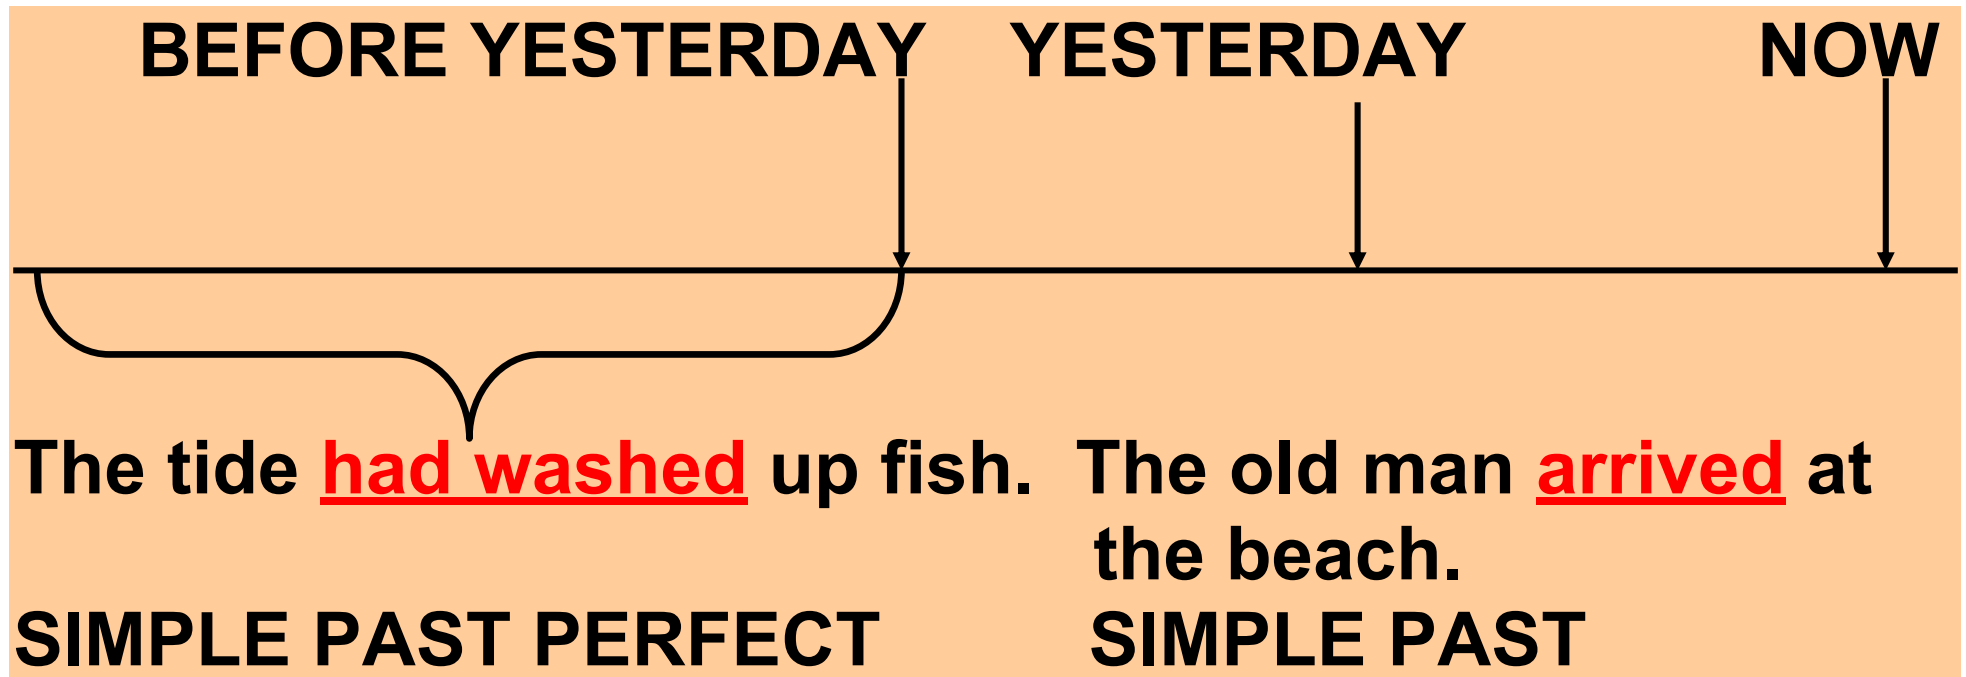 BEFORE YESTERDAY YESTERDAY NOW
The tide had washed up fish. The old man arrived at
the beach.
SIMPLE PAST PERFECT SIMPLE PAST